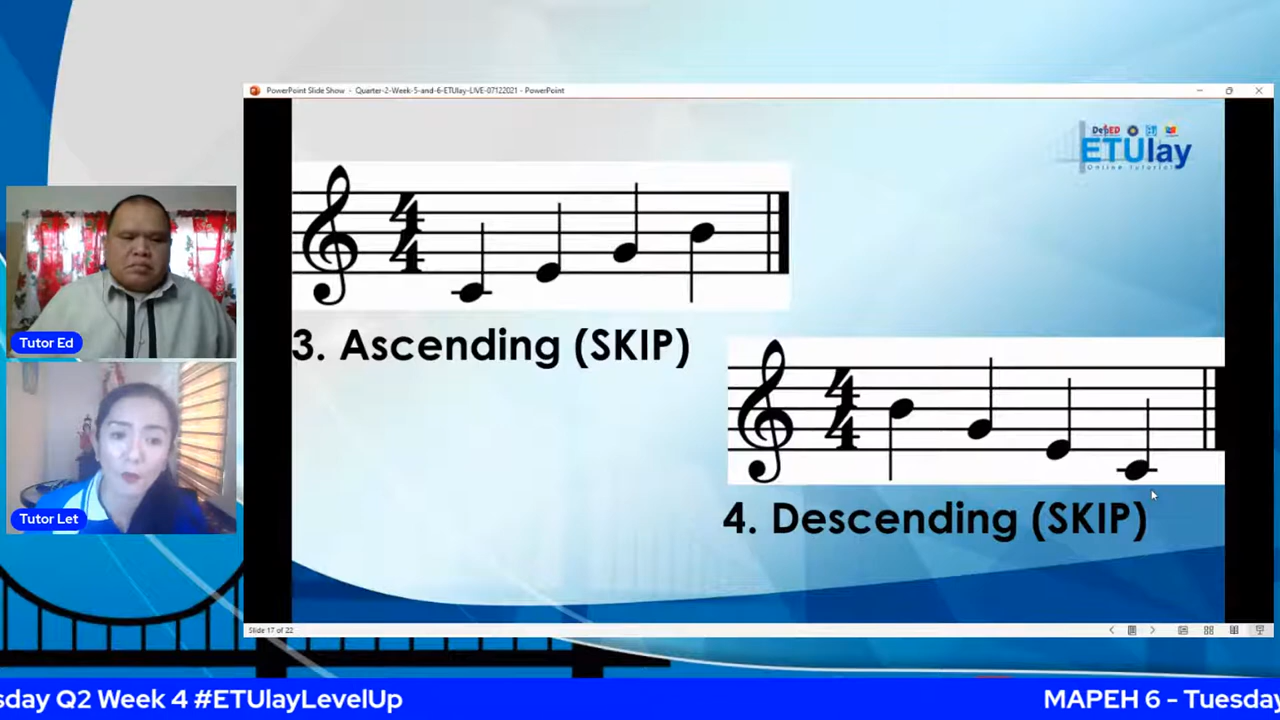 PowerPoint Slide Show - Quarter-2-Week-5-and-6-ETUlay-LIVE-07122021 - PowerPoint
DepED
ETUlay
Online Tutorial
4
4
3. Ascending (SKIP)
4
4
4. Descending (SKIP)
Tutor Ed
Tutor Let
Slide 17 of 22
sday Q2 Week 4 #ETUlayLevelUp
MAPEH 6 - Tuesday